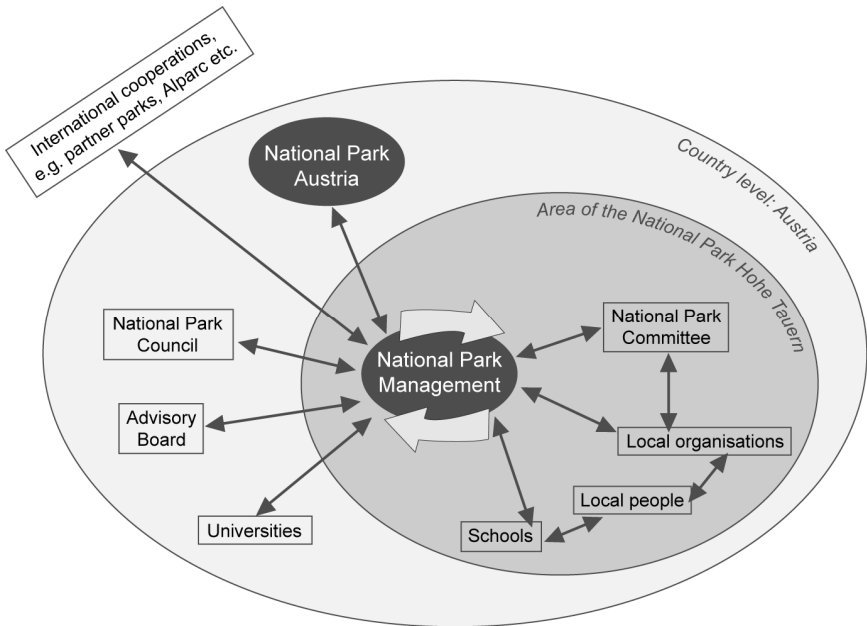 International cooperations,
e.g. partner parks, Alparc etc.
National Park
Austria
Country level: Austria
Area of the National Park Hohe Tauern
National Park
Council
National Park
Management
National Park
Committee
Advisory
Board
Local organisations
Local people
Universities
Schools